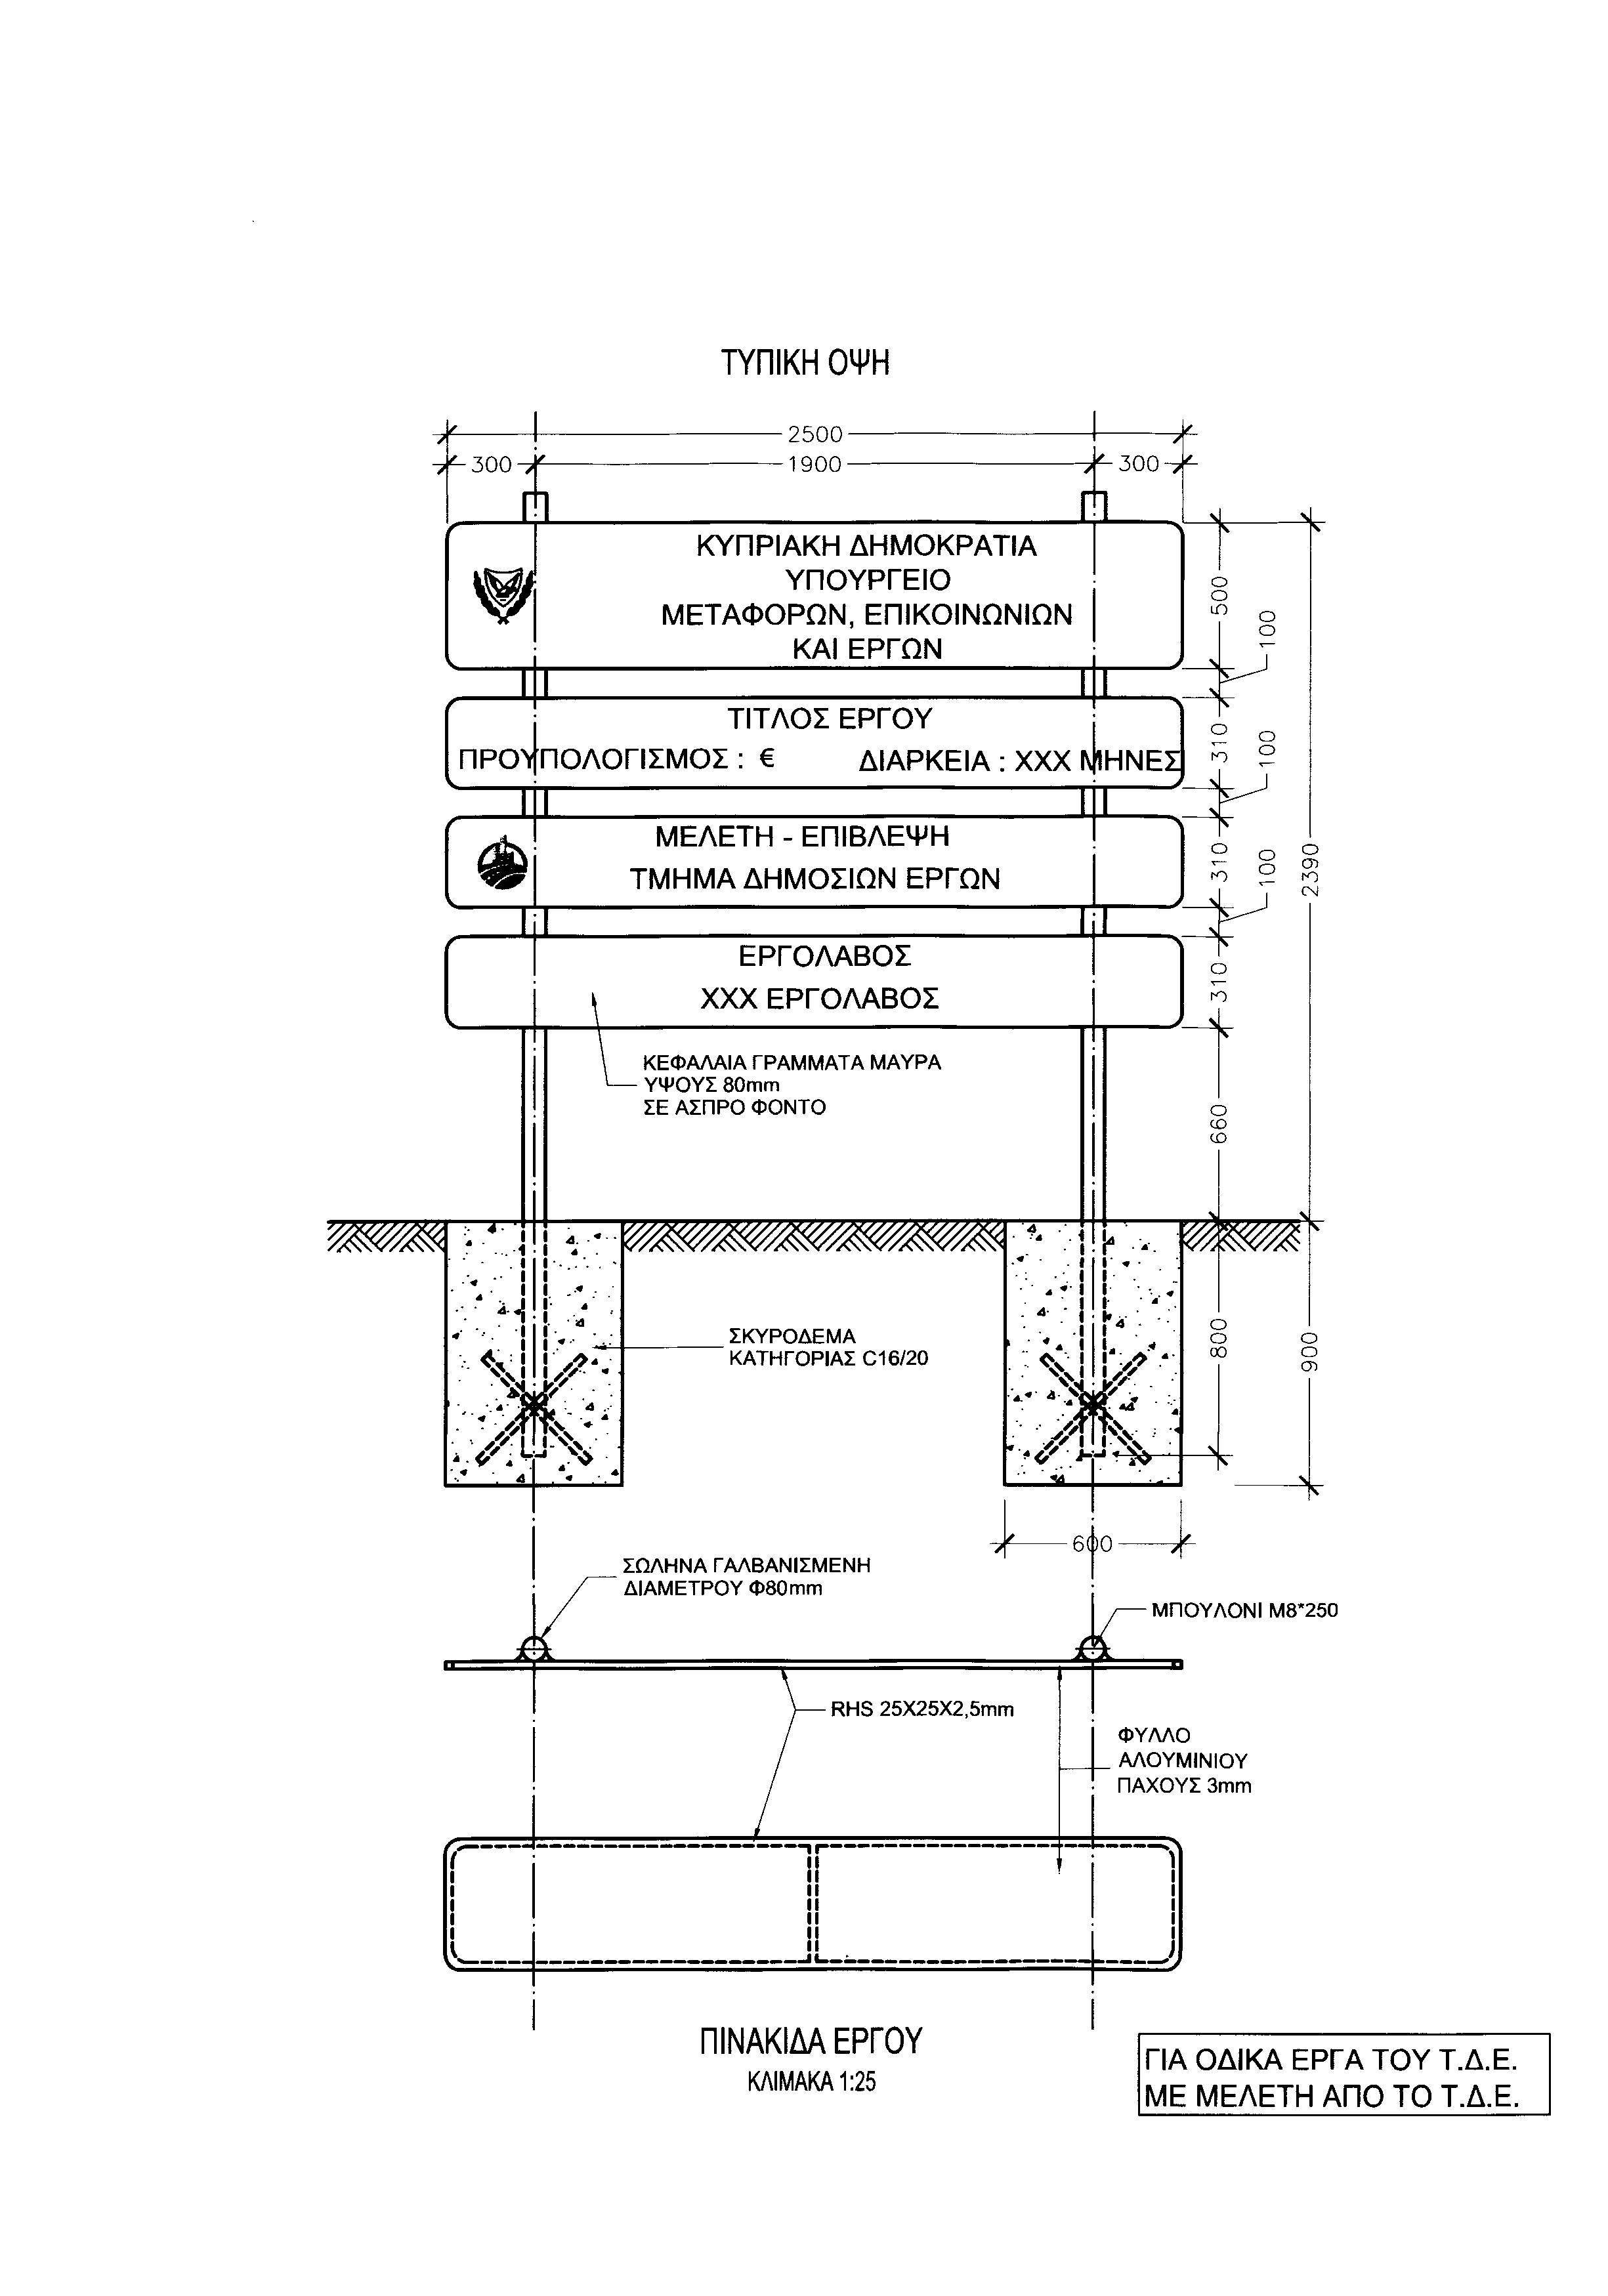 ΤΥΠΙΚΗ ΟΨΗ
2500
300 1900 300
ΚΥΠΡΙΑΚΗ ΔΗΜΟΚΡΑΤΙΑ
ΥΠΟΥΡΓΕΙΟ
ΜΕΤΑΦΟΡΩΝ, ΕΠΙΚΟΙΝΩΝΙΩΝ
ΚΑΙ ΕΡΓΩΝ
500
100
ΤΙΤΛΟΣ ΕΡΓΟΥ
ΠΡΟΥΠΟΛΟΓΙΣΜΟΣ : € ΔΙΑΡΚΕΙΑ : ΧΧΧ ΜΗΝΕΣ
310
100
ΜΕΛΕΤΗ - ΕΠΙΒΛΕΨΗ
ΤΜΗΜΑ ΔΗΜΟΣΙΩΝ ΕΡΓΩΝ
310
100
2390
ΕΡΓΟΛΑΒΟΣ
ΧΧΧ ΕΡΓΟΛΑΒΟΣ
310
ΚΕΦΑΛΑΙΑ ΓΡΑΜΜΑΤΑ ΜΑΥΡΑ
ΥΨΟΥΣ 80mm
ΣΕ ΑΣΠΡΟ ΦΟΝΤΟ
660
ΣΚΥΡΟΔΕΜΑ
ΚΑΤΗΓΟΡΙΑΣ C16/20
800
900
600
ΣΩΛΗΝΑ ΓΑΛΒΑΝΙΣΜΕΝΗ
ΔΙΑΜΕΤΡΟΥ Φ80mm
ΜΠΟΥΛΟΝΙ M8*250
RHS 25X25X2,5mm
ΦΥΛΛΟ
ΑΛΟΥΜΙΝΙΟΥ
ΠΑΧΟΥΣ 3mm
ΠΙΝΑΚΙΔΑ ΕΡΓΟΥ
ΚΛΙΜΑΚΑ 1:25
ΓΙΑ ΟΔΙΚΑ ΕΡΓΑ ΤΟΥ Τ.Δ.Ε.
ΜΕ ΜΕΛΕΤΗ ΑΠΟ ΤΟ Τ.Δ.Ε.